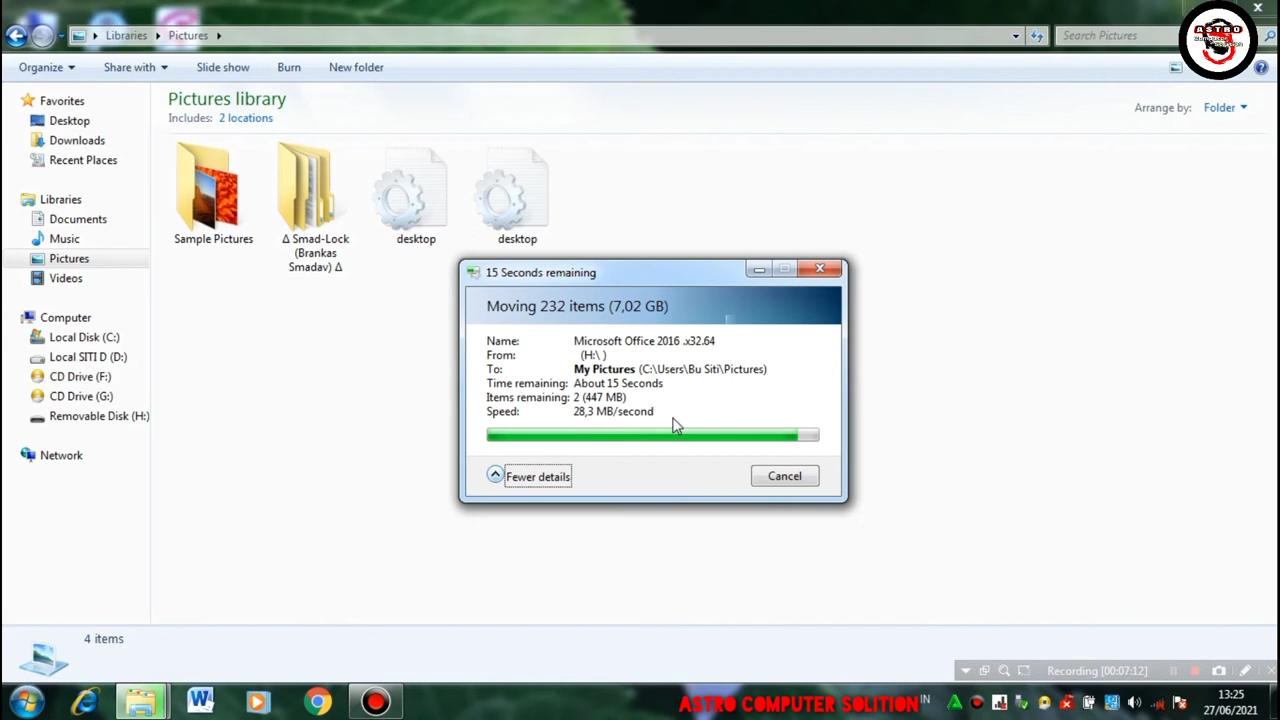 Libraries
Pictures
Search Pictures
ASTRO
Organize
Share with
Slide show
Burn
New folder
Favorites
Desktop
Downloads
Recent Places
Libraries
Documents
Music
Pictures
Videos
Computer
Local Disk (C:)
Local SITI D (D:)
CD Drive (F:)
CD Drive (G:)
Removable Disk (H:)
Network
Pictures library
Includes: 2 locations
Arrange by: Folder
Sample Pictures
Δ Smad-Lock
(Brankas
Smadav) Δ
desktop
desktop
15 Seconds remaining
Moving 232 items (7,02 GB)
Name: Microsoft Office 2016 .x32.64
From: (H:\ )
To: My Pictures (C:\Users\Bu Siti\Pictures)
Time remaining: About 15 Seconds
Items remaining: 2 (447 MB)
Speed: 28,3 MB/second
Fewer details
Cancel
4 items
Recording [00:07:12]
ASTRO COMPUTER SOLITION
IN
13:25
27/06/2021